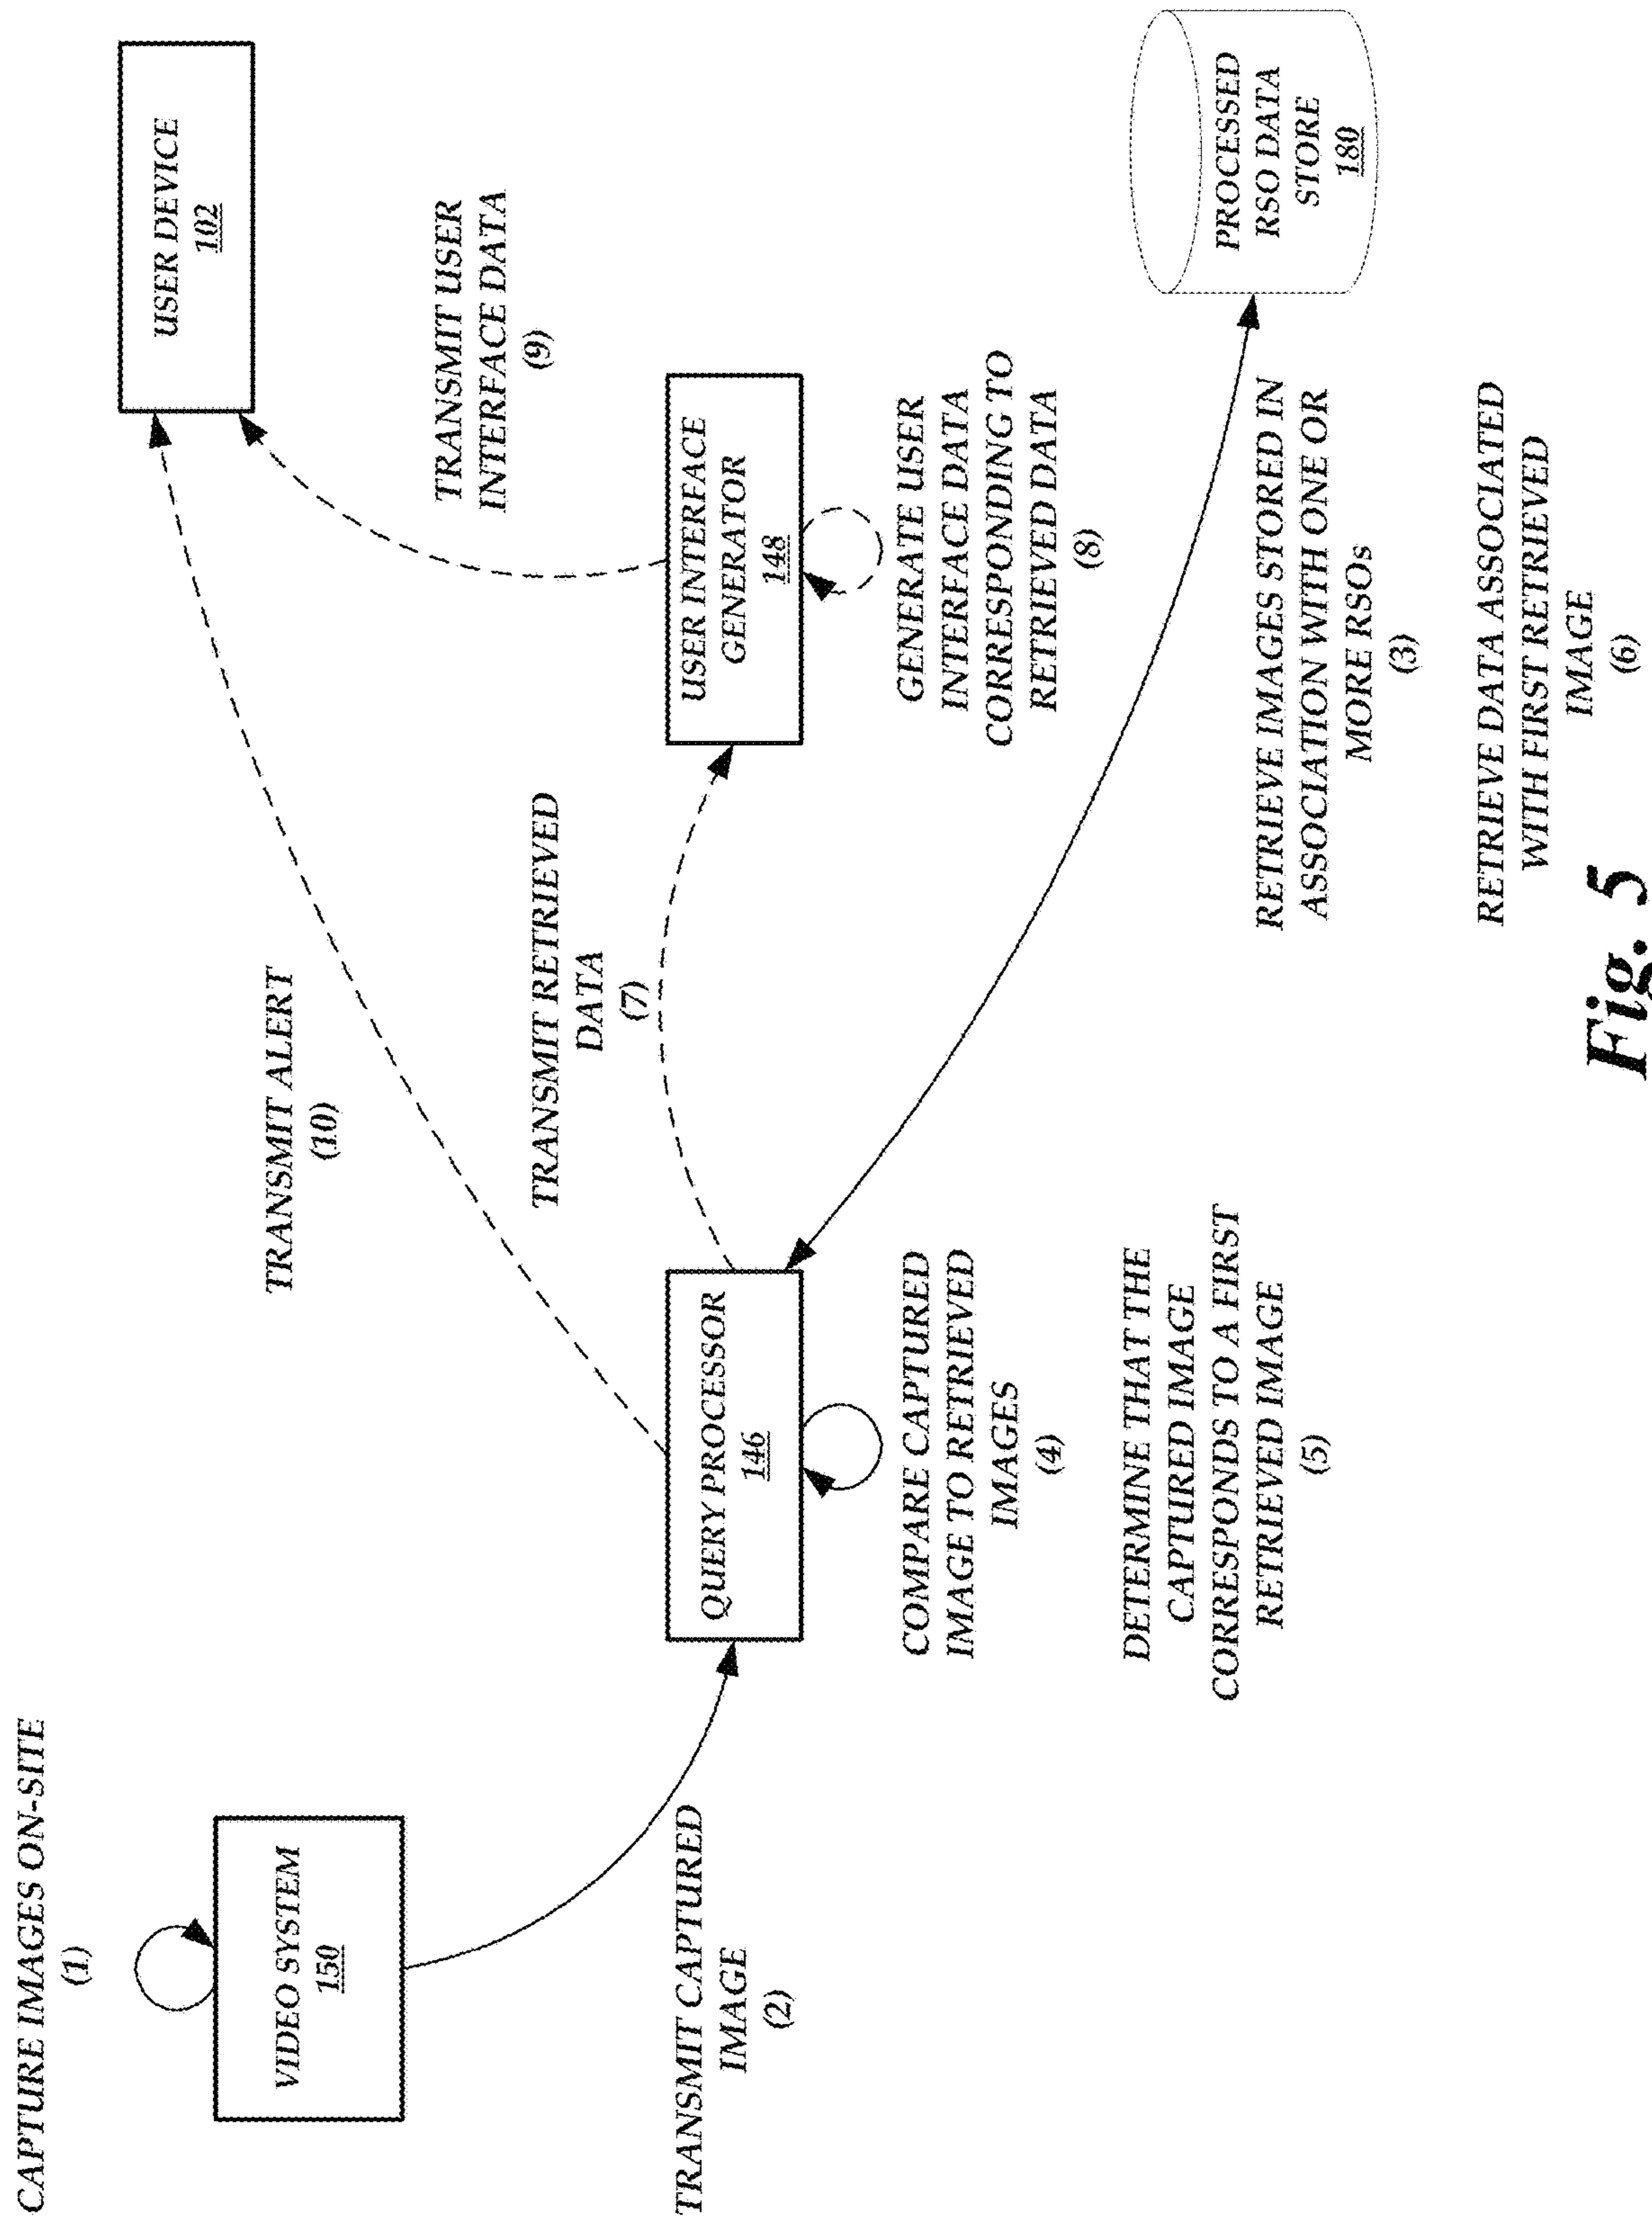 CAPTURE IMAGES ON-SITE
(1)
VIDEO SYSTEM
150
TRANSMIT CAPTURED
IMAGE
(2)
TRANSMIT ALERT
(10)
QUERY PROCESSOR
146
COMPARE CAPTURED
IMAGE TO RETRIEVED
IMAGES
(4)
DETERMINE THAT THE
CAPTURED IMAGE
CORRESPONDS TO A FIRST
RETRIEVED IMAGE
(5)
TRANSMIT RETRIEVED
DATA
(7)
USER DEVICE
102
TRANSMIT USER
INTERFACE DATA
(9)
USER INTERFACE
GENERATOR
148
GENERATE USER
INTERFACE DATA
CORRESPONDING TO
RETRIEVED DATA
(8)
PROCESSED
RSO DATA
STORE
180
RETRIEVE IMAGES STORED IN
ASSOCIATION WITH ONE OR
MORE RSOs
(3)
RETRIEVE DATA ASSOCIATED
WITH FIRST RETRIEVED
IMAGE
(6)
Fig. 5